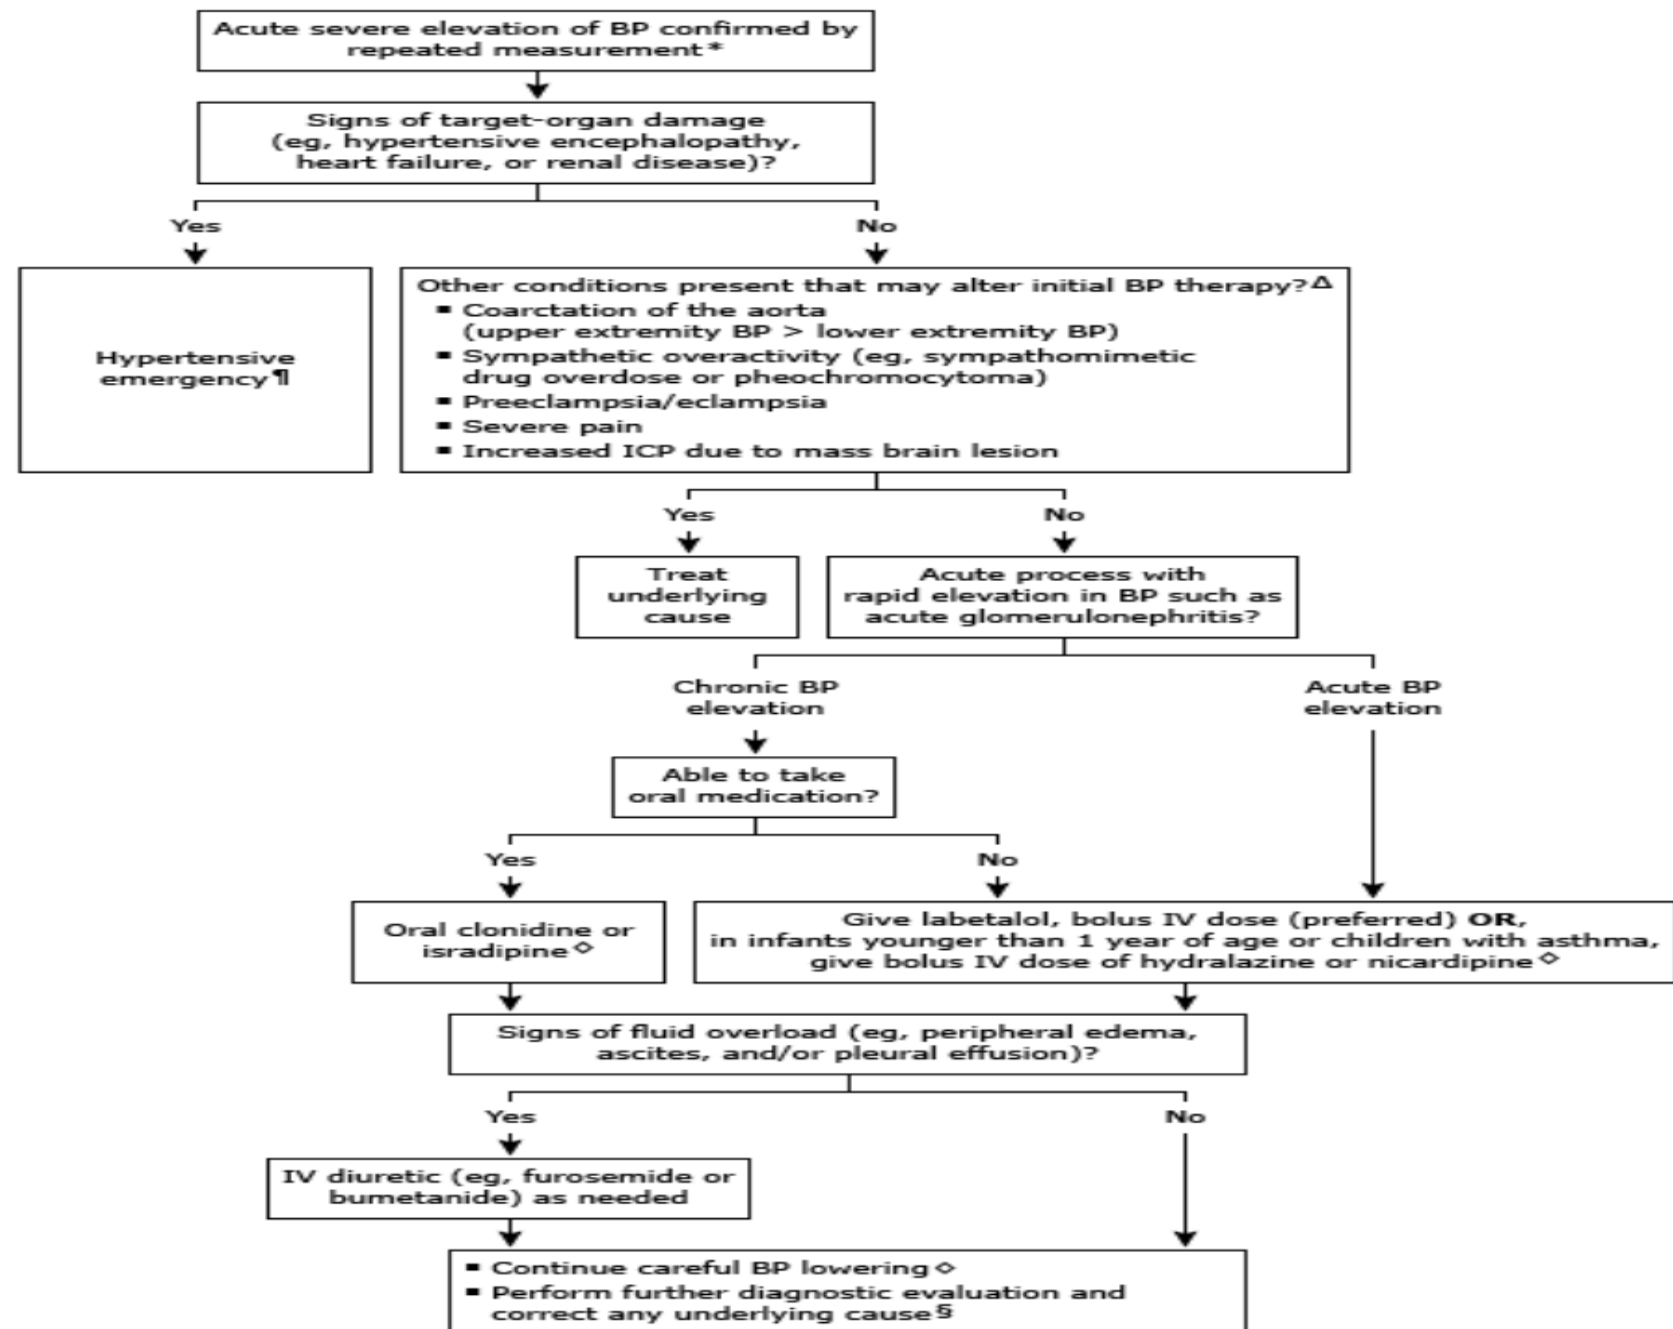 Acute severe elevation of BP confirmed by
repeated measurement*
Signs of target-organ damage
(eg, hypertensive encephalopathy,
heart failure, or renal disease)?
Yes
No
Hypertensive
emergency¶
Other conditions present that may alter initial BP therapy?Δ
▪ Coarctation of the aorta
(upper extremity BP > lower extremity BP)
▪ Sympathetic overactivity (eg, sympathomimetic
drug overdose or pheochromocytoma)
▪ Preeclampsia/eclampsia
▪ Severe pain
▪ Increased ICP due to mass brain lesion
Yes
No
Treat
underlying
cause
Acute process with
rapid elevation in BP such as
acute glomerulonephritis?
Chronic BP
elevation
Acute BP
elevation
Able to take
oral medication?
Yes
No
Oral clonidine or
isradipine◇
Give labetalol, bolus IV dose (preferred) OR,
in infants younger than 1 year of age or children with asthma,
give bolus IV dose of hydralazine or nicardipine◇
Signs of fluid overload (eg, peripheral edema,
ascites, and/or pleural effusion)?
Yes
No
IV diuretic (eg, furosemide or
bumetanide) as needed
▪ Continue careful BP lowering◇
▪ Perform further diagnostic evaluation and
correct any underlying cause§